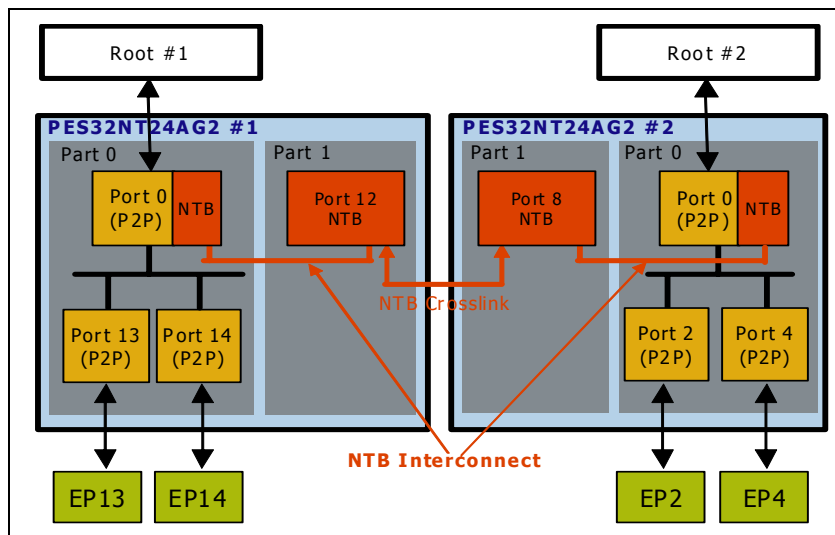 Root #1
Root #2
PES32NT24AG2 #1
PES32NT24AG2 #2
Part 0
Part 1
Part 1
Part 0
Port 0
(P2P)
NTB
Port 12
NTB
Port 8
NTB
Port 0
(P2P)
NTB
NTB Crosslink
Port 13
(P2P)
Port 14
(P2P)
Port 2
(P2P)
Port 4
(P2P)
NTB Interconnect
EP13
EP14
EP2
EP4